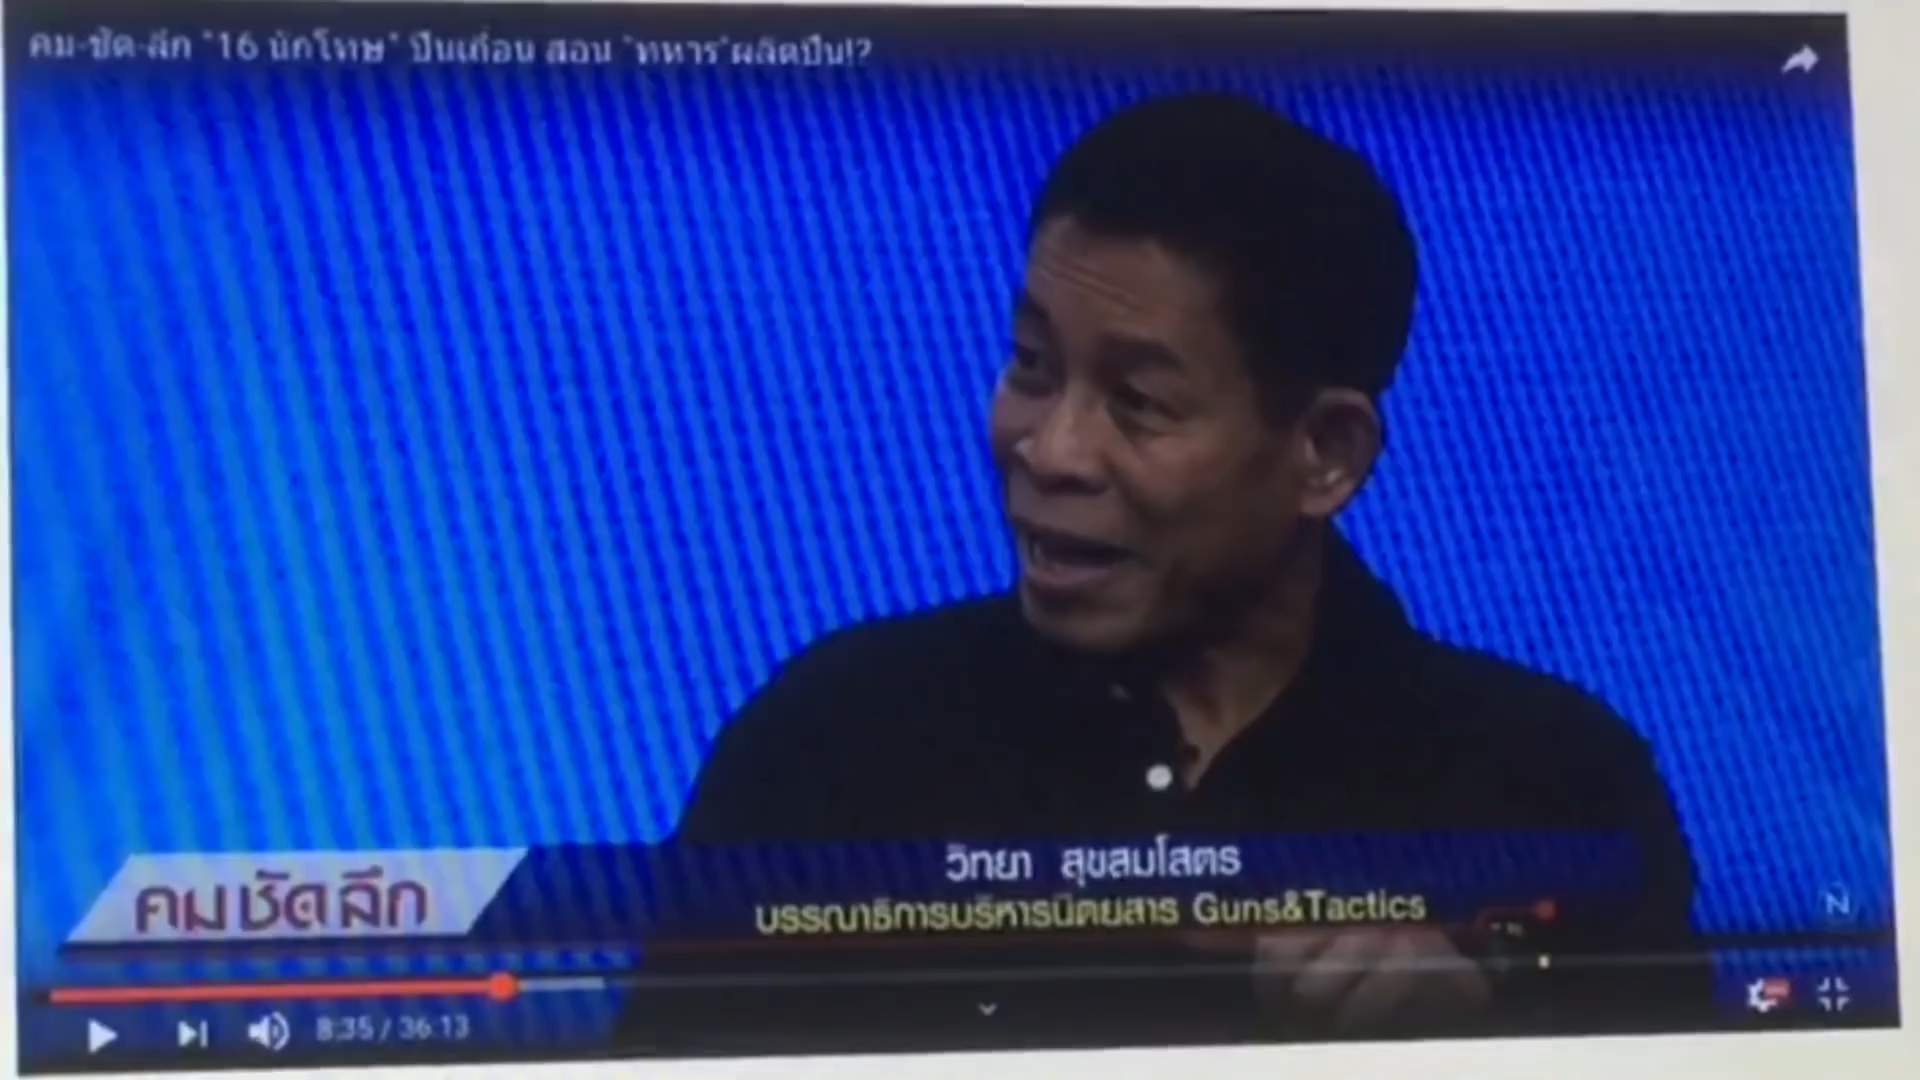 คม-ชัด-ลึก "16 นักโทษ" ปืนเถื่อน สอน "ทหาร"ผลิตปืน!?
วิทยา สุขสมโสตร
คมชัดลึก
บรรณาธิการบริหารนิตยสาร Guns&Tactics
N
8:35 / 36:13